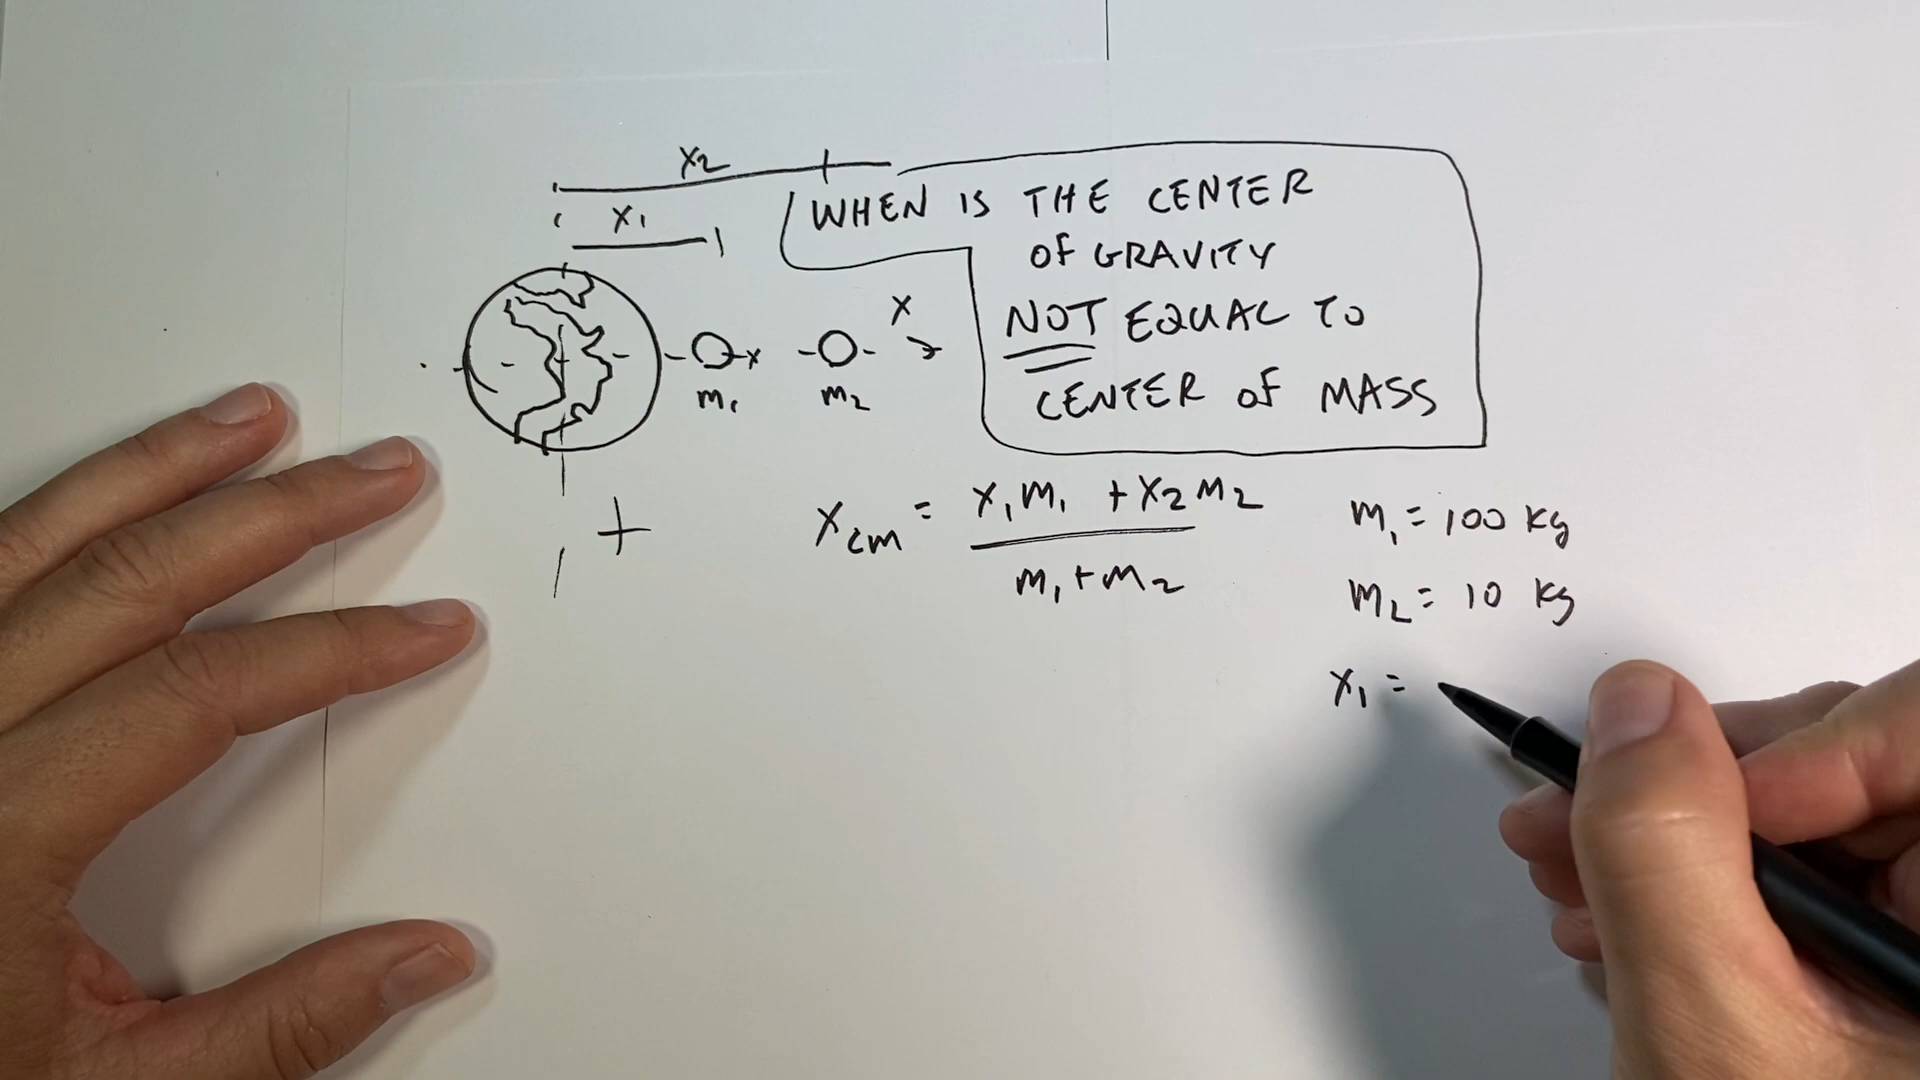 x2
x1
WHEN IS THE CENTER
OF GRAVITY
NOT EQUAL TO
CENTER OF MASS
x
x
m1
m2
xcm = x1m1 + x2m2
m1 + m2
m1 = 100 kg
m2 = 10 kg
x1 =